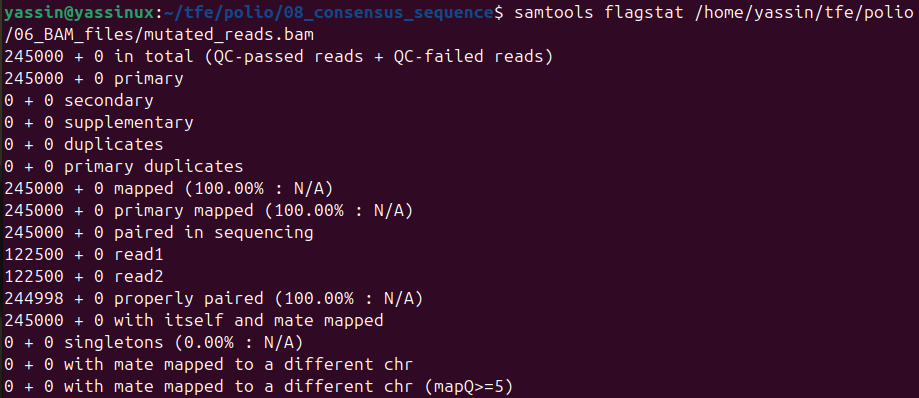 yassin@yassinux:~/tfe/polio/08_consensus_sequence$ samtools flagstat /home/yassin/tfe/polio
/06_BAM_files/mutated_reads.bam
245000 + 0 in total (QC-passed reads + QC-failed reads)
245000 + 0 primary
0 + 0 secondary
0 + 0 supplementary
0 + 0 duplicates
0 + 0 primary duplicates
245000 + 0 mapped (100.00% : N/A)
245000 + 0 primary mapped (100.00% : N/A)
245000 + 0 paired in sequencing
122500 + 0 read1
122500 + 0 read2
244998 + 0 properly paired (100.00% : N/A)
245000 + 0 with itself and mate mapped
0 + 0 singletons (0.00% : N/A)
0 + 0 with mate mapped to a different chr
0 + 0 with mate mapped to a different chr (mapQ>=5)